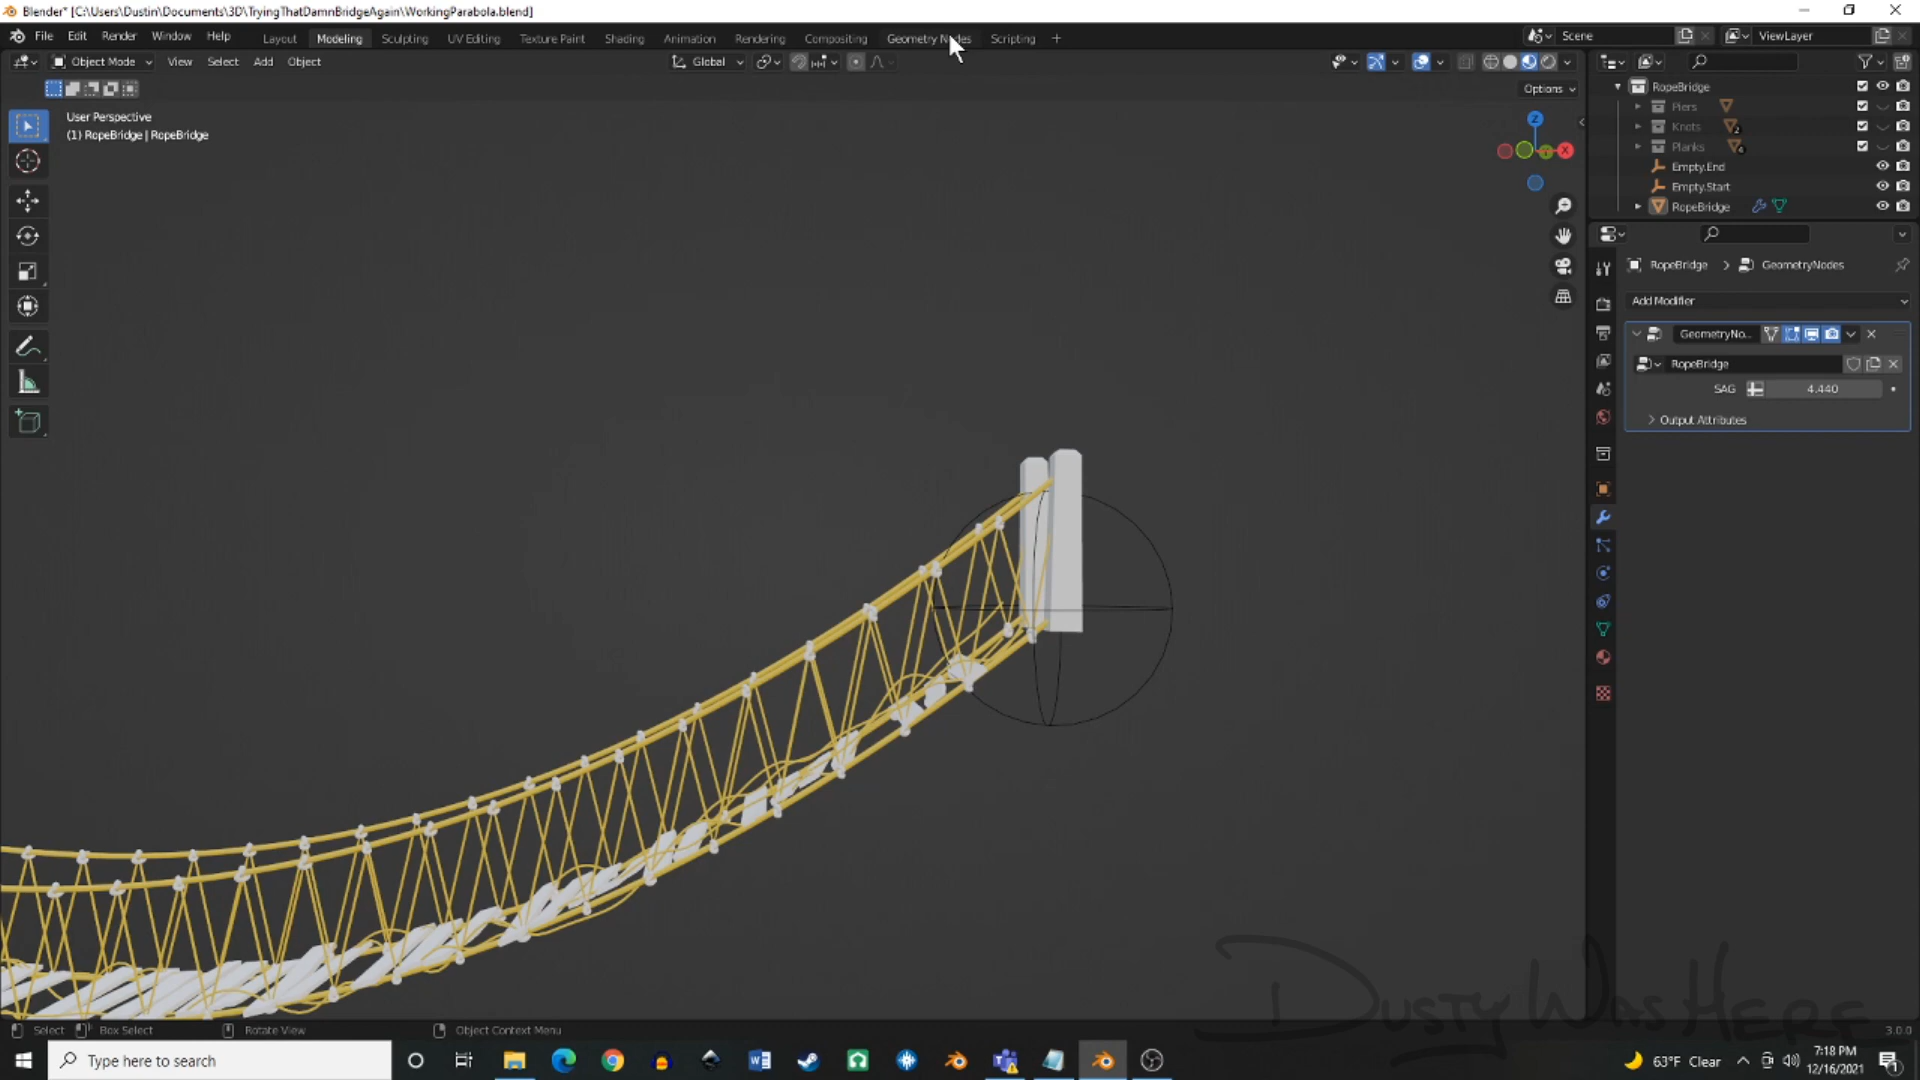 Blender* [C:\Users\Dustin\Documents\3D\TryingThatDamnBridgeAgain\WorkingParabola.blend]
File Edit Render Window Help Layout Modeling Sculpting UV Editing Texture Paint Shading Animation Rendering Compositing Geometry Nodes Scripting + Scene ViewLayer
Object Mode View Select Add Object Global
Options
User Perspective
(1) RopeBridge | RopeBridge
Z
X
RopeBridge
Piers
Knots 2
Planks 4
Empty.End
Empty.Start
RopeBridge
RopeBridge > GeometryNodes
Add Modifier
GeometryNo...
RopeBridge
SAG 4.440
Output Attributes
DustyWasHere
Select Box Select Rotate View Object Context Menu 3.0.0
Type here to search
63°F Clear
7:18 PM
12/16/2021
1